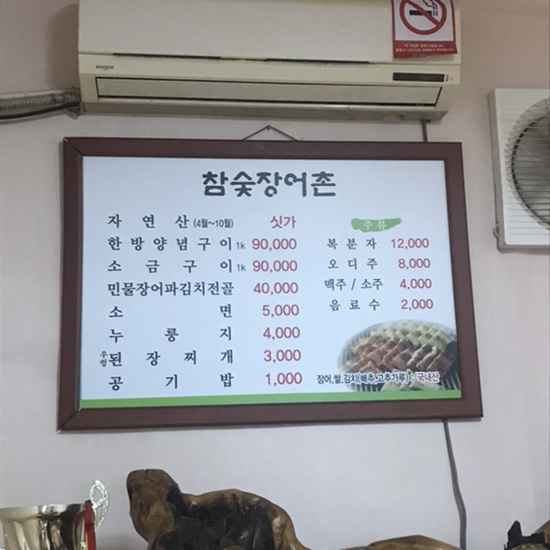 참숯장어촌
자연산 (4월~10월) 싯가
한방양념구이 1k 90,000
소금구이 1k 90,000
민물장어파김치전골 40,000
소면 5,000
누룽지 4,000
우렁된장찌개 3,000
공기밥 1,000
주류
복분자 12,000
오디주 8,000
맥주 / 소주 4,000
음료수 2,000
장어,쌀,김치(배추,고추가루) : 국내산